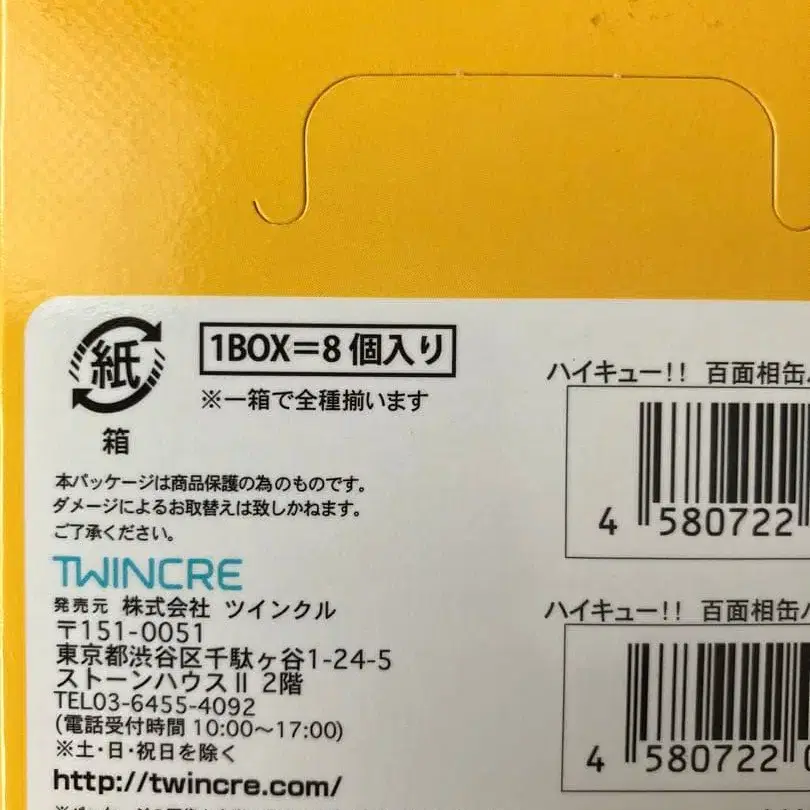 紙
箱
1BOX=8個入り
※一箱で全種揃います
本パッケージは商品保護の為のものです。
ダメージによるお取替えは致しかねます。
ご了承ください。
TWINCRE
発売元 株式会社 ツインクル
〒151-0051
東京都渋谷区千駄ヶ谷1-24-5
ストーンハウスⅡ 2階
TEL03-6455-4092
(電話受付時間 10:00〜17:00)
※土・日・祝日を除く
http://twincre.com/
ハイキュー!! 百面相缶バ
4 580722
ハイキュー!! 百面相缶
4 580722